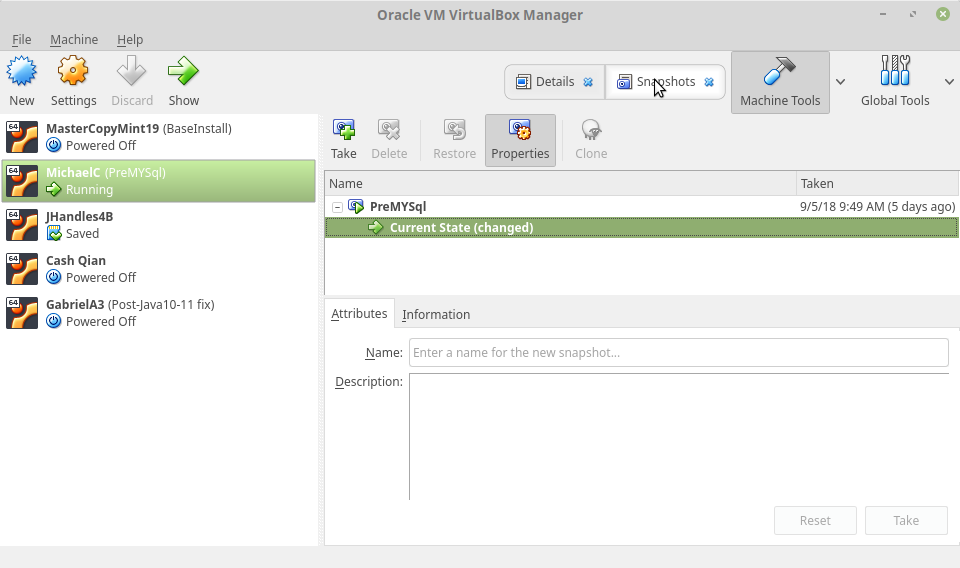 Oracle VM VirtualBox Manager
File Machine Help
New Settings Discard Show
Details Snapshots Machine Tools Global Tools
64 MasterCopyMint19 (BaseInstall)
Powered Off
64 MichaelC (PreMYSql)
Running
64 JHandles4B
Saved
64 Cash Qian
Powered Off
64 GabrielA3 (Post-Java10-11 fix)
Powered Off
Take Delete Restore Properties Clone
Name Taken
PreMYSql 9/5/18 9:49 AM (5 days ago)
Current State (changed)
Attributes Information
Name: Enter a name for the new snapshot...
Description:
Reset Take